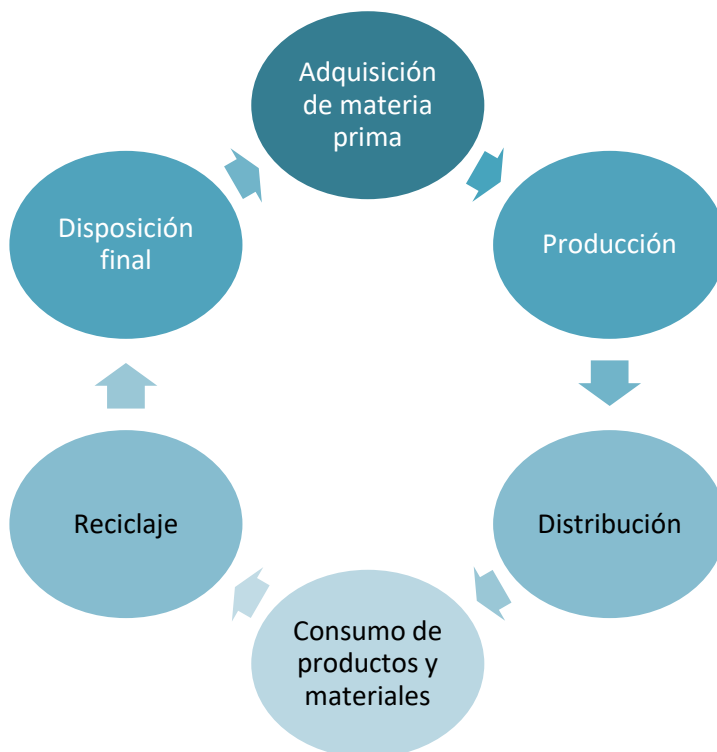 Adquisición
de materia
prima
Producción
Distribución
Consumo de
productos y
materiales
Reciclaje
Disposición
final